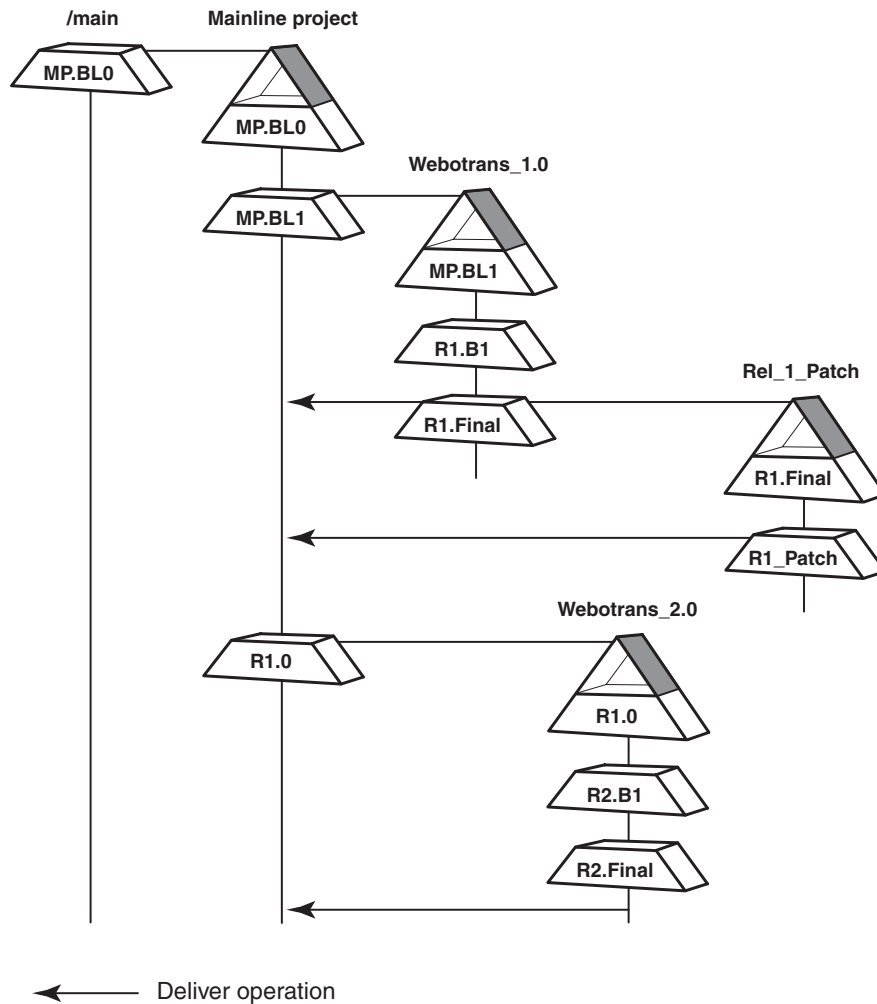 /main
Mainline project
MP.BL0
MP.BL0
Webotrans_1.0
MP.BL1
MP.BL1
R1.B1
Rel_1_Patch
R1.Final
R1.Final
R1_Patch
Webotrans_2.0
R1.0
R1.0
R2.B1
R2.Final
Deliver operation